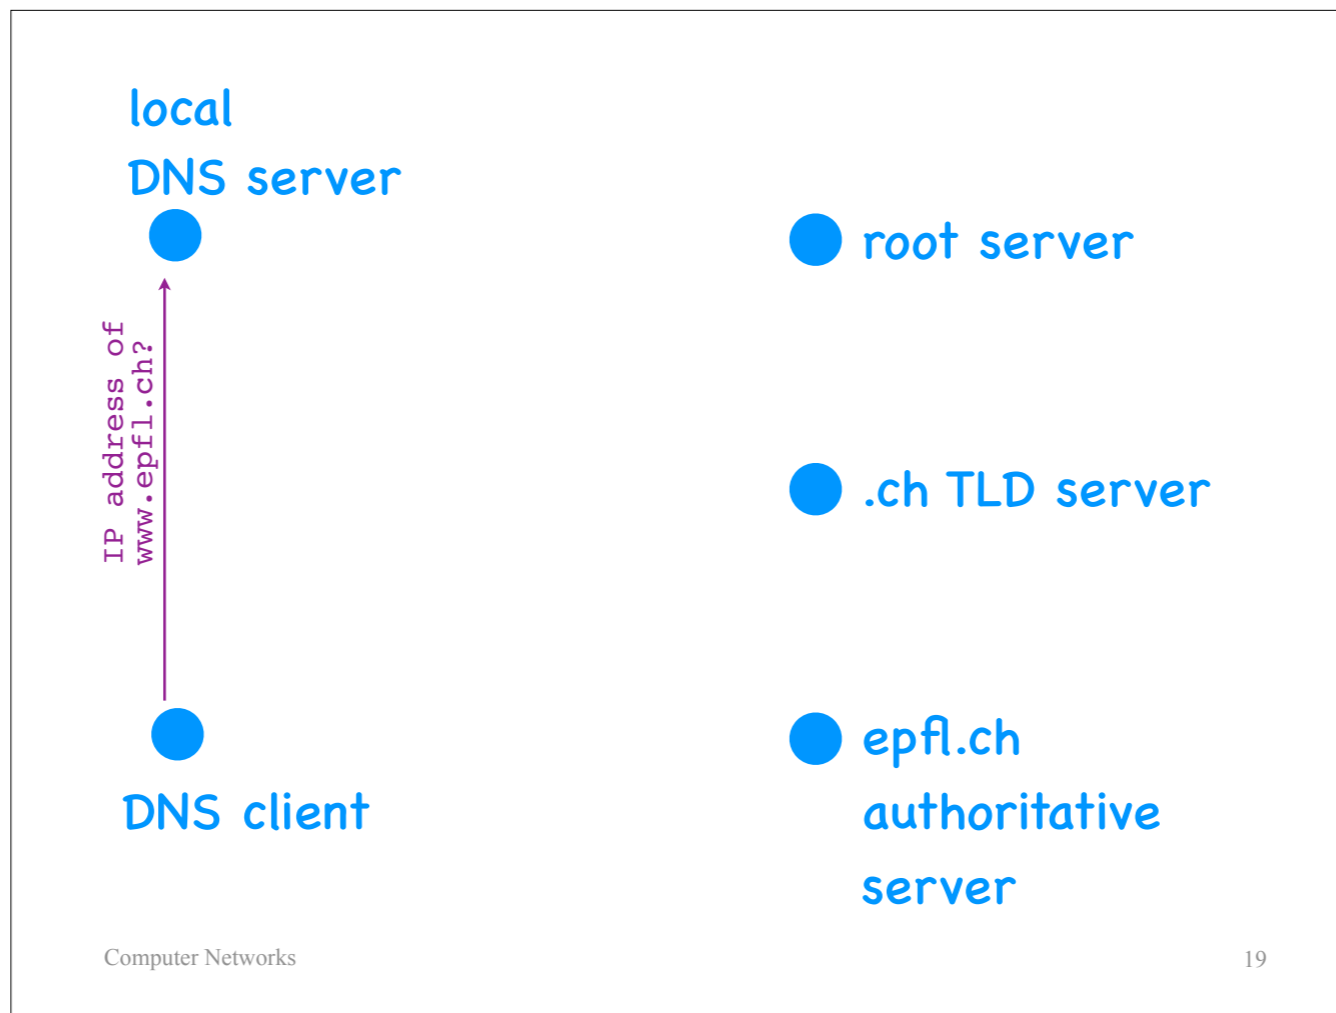 local
DNS server
root server
IP address of
www.epfl.ch?
.ch TLD server
DNS client
epfl.ch
authoritative
server
Computer Networks
19